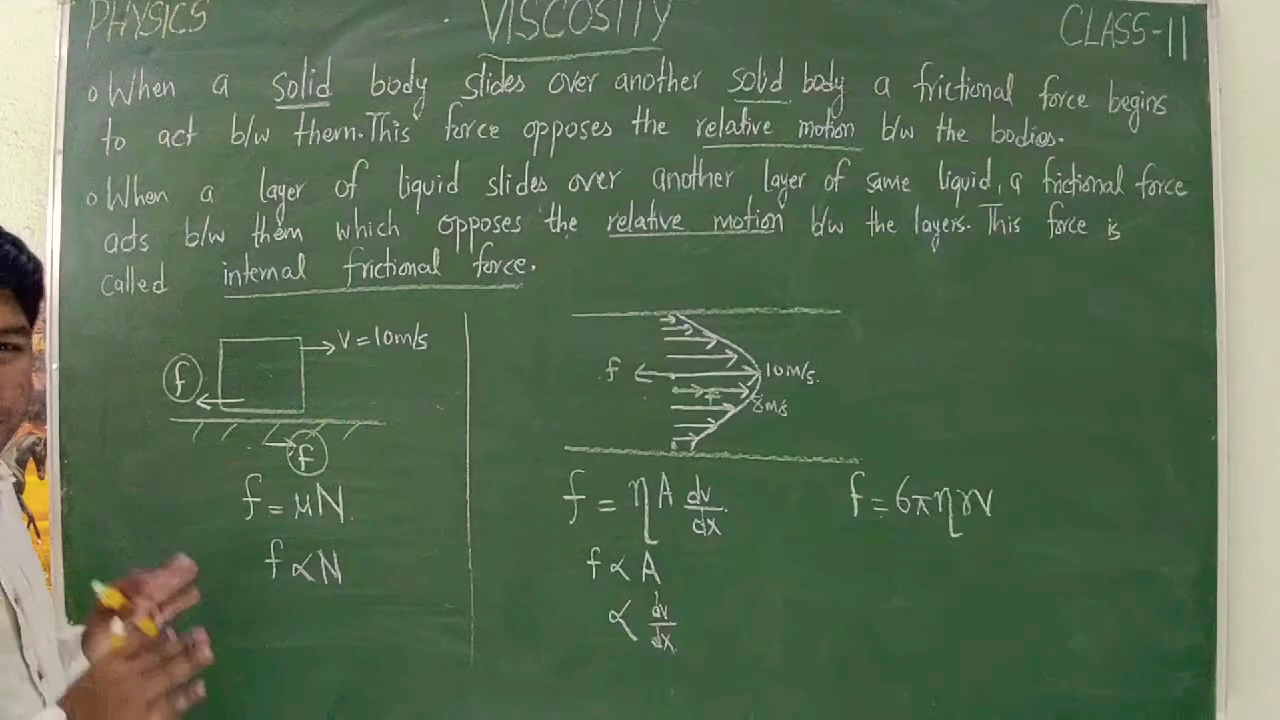 PHYSICS VISCOSITY CLASS-11
• When a solid body slides over another solid body a frictional force begins
to act b/w them. This force opposes the relative motion b/w the bodies.
• When a layer of liquid slides over another layer of same liquid, a frictional force
acts b/w them which opposes the relative motion b/w the layers. This force is
called internal frictional force.
V = 10m/s
f
f
f = μN
f ∝ N
f
10m/s.
8m/s
f
f = ηA dv/dx
f ∝ A
∝ dv/dx
f = 6πηrv